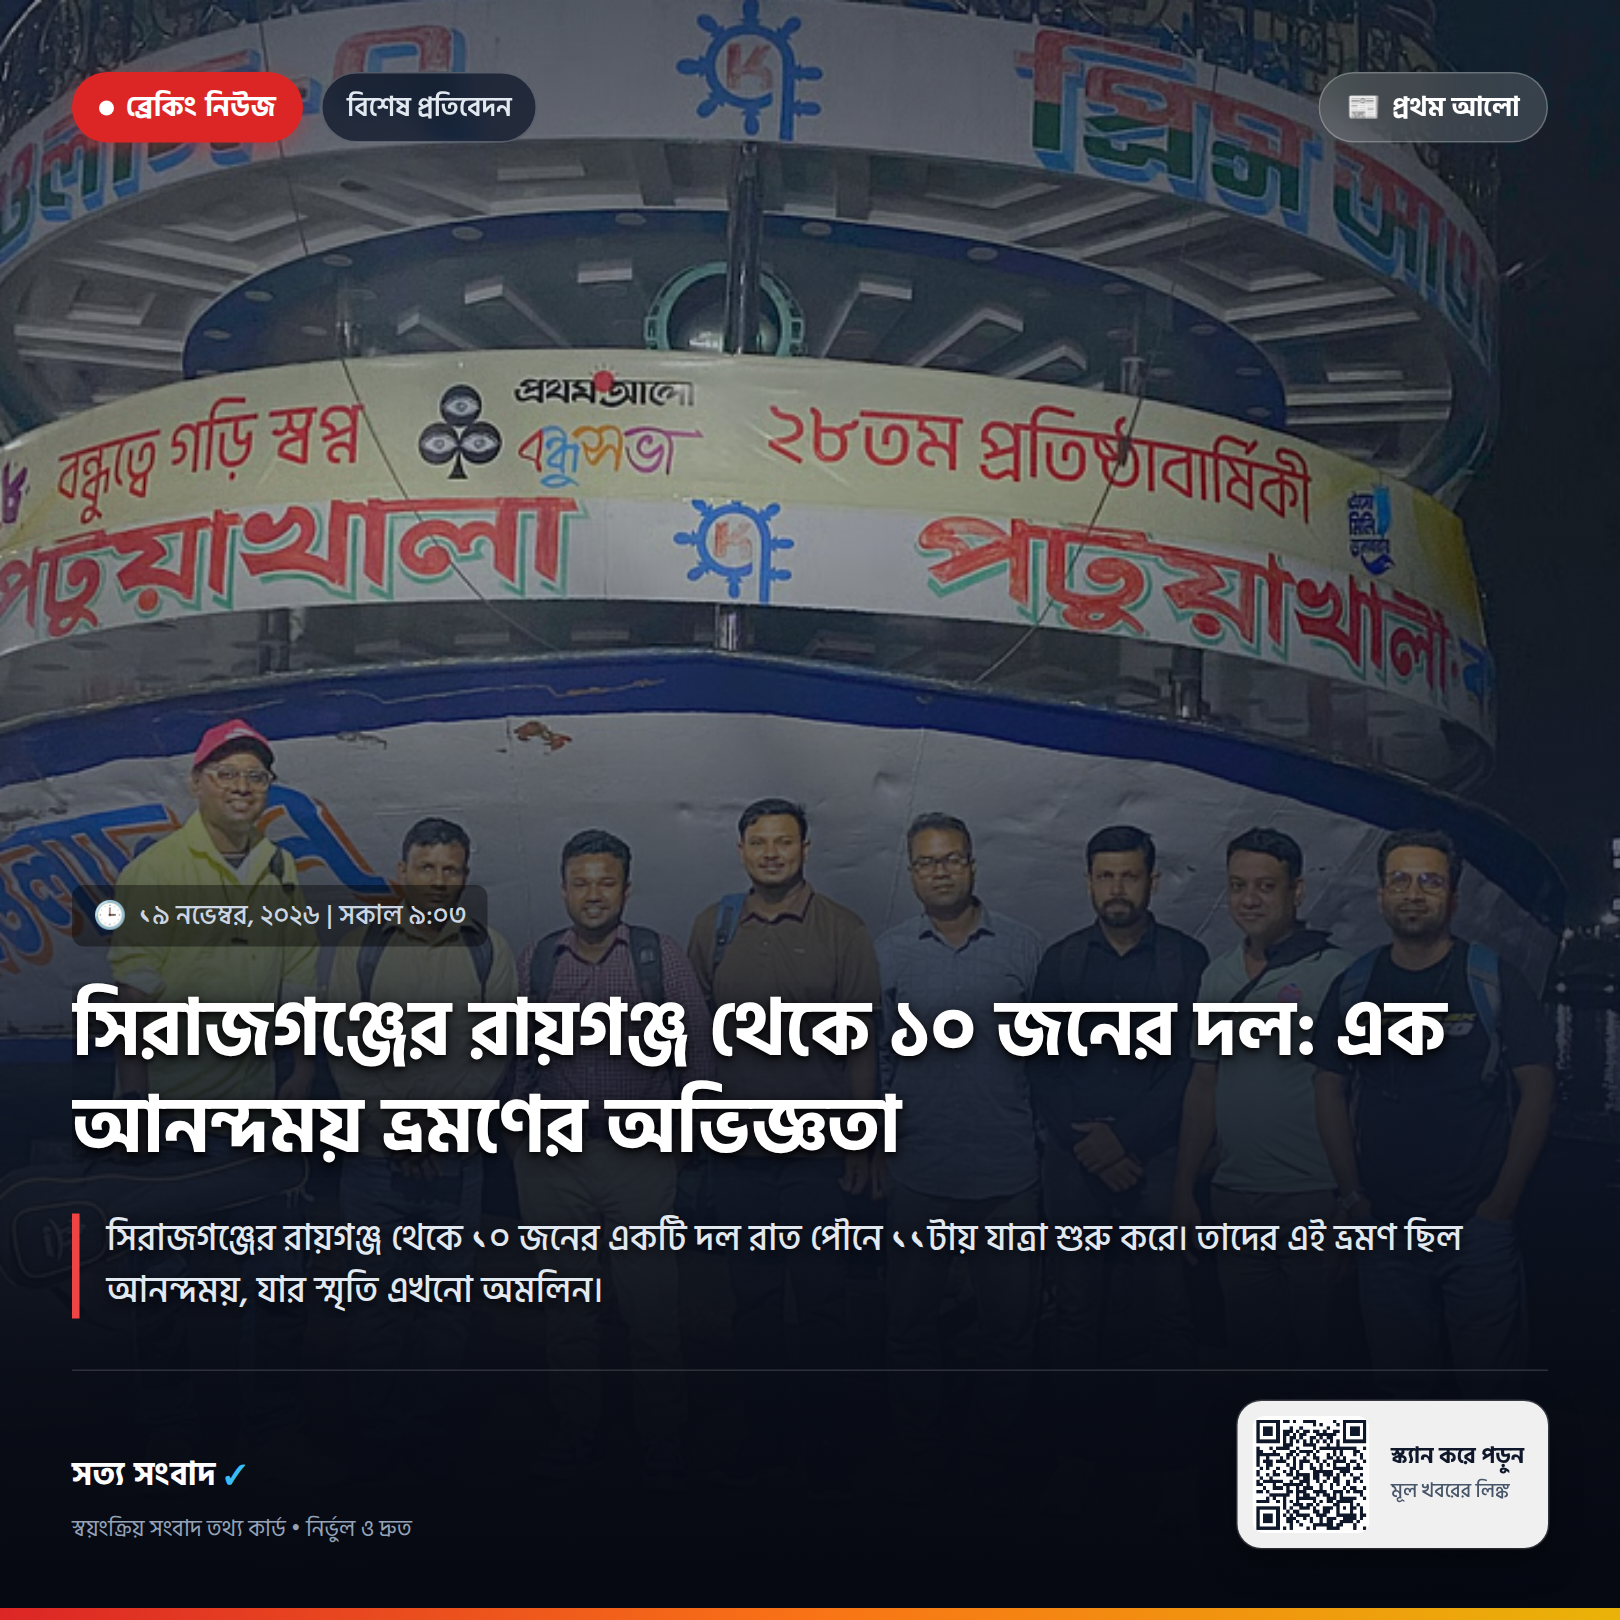 ব্রেকিং নিউজ
বিশেষ প্রতিবেদন
প্রথম আলো
প্রিন্স আও
বন্ধুত্বে গড়ি স্বপ্ন
প্রথম আলো
বন্ধুসভা
২৮তম প্রতিষ্ঠাবার্ষিকী
পটুয়াখালী
পটুয়াখালী
১৯ নভেম্বর, ২০২৬ | সকাল ৯:০৩
সিরাজগঞ্জের রায়গঞ্জ থেকে ১০ জনের দল: এক
আনন্দময় ভ্রমণের অভিজ্ঞতা
সিরাজগঞ্জের রায়গঞ্জ থেকে ১০ জনের একটি দল রাত পৌনে ১১টায় যাত্রা শুরু করে। তাদের এই ভ্রমণ ছিল
আনন্দময়, যার স্মৃতি এখনো অমলিন।
সত্য সংবাদ ✓
স্বয়ংক্রিয় সংবাদ তথ্য কার্ড • নির্ভুল ও দ্রুত
স্ক্যান করে পড়ুন
মূল খবরের লিঙ্ক